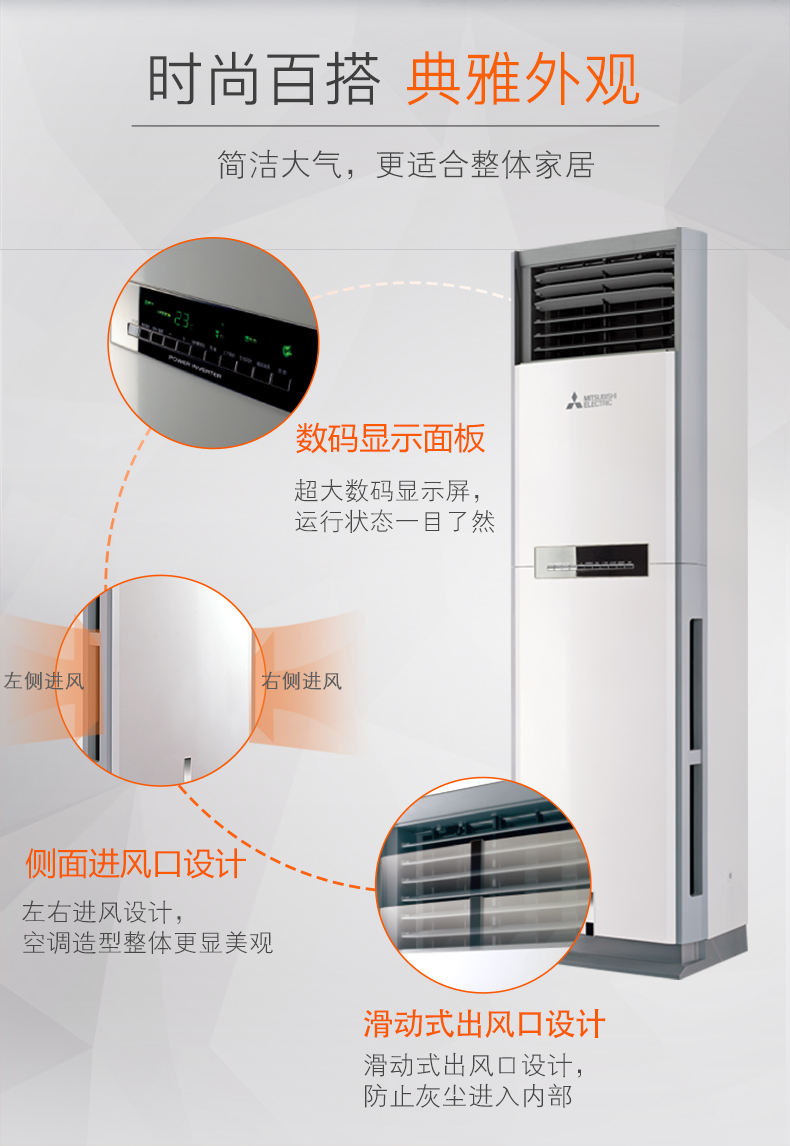 时尚百搭 典雅外观
简洁大气，更适合整体家居
23
POWER INVERTER
MITSUBISHI
ELECTRIC
数码显示面板
超大数码显示屏，
运行状态一目了然
左侧进风
右侧进风
侧面进风口设计
左右进风设计，
空调造型整体更显美观
滑动式出风口设计
滑动式出风口设计，
防止灰尘进入内部